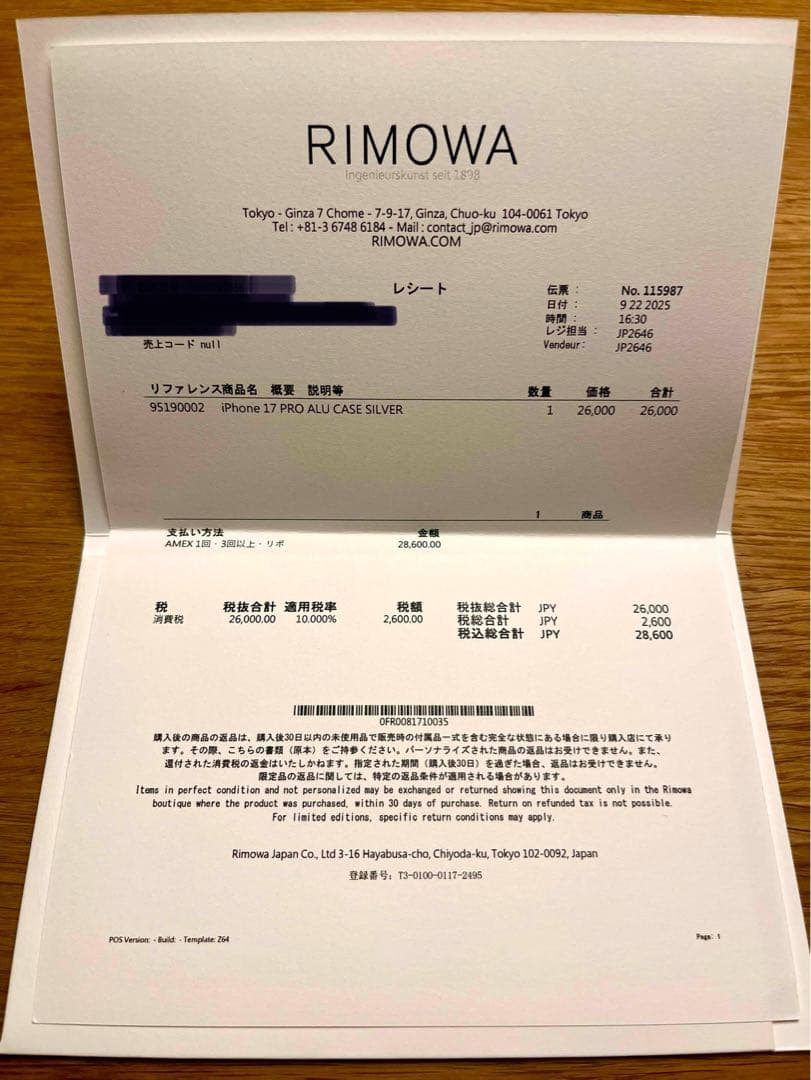 RIMOWA
Ingenieurskunst seit 1898
Tokyo - Ginza 7 Chome - 7-9-17, Ginza, Chuo-ku 104-0061 Tokyo
Tel : +81-3 6748 6184 - Mail : contact_jp@rimowa.com
RIMOWA.COM
レシート
伝票 : No. 115987
日付 : 9 22 2025
時間 : 16:30
レジ担当 : JP2646
Vendeur: JP2646
売上コード null
リファレンス商品名 概要 説明等 数量 価格 合計
95190002 iPhone 17 PRO ALU CASE SILVER 1 26,000 26,000
1 商品
支払い方法 金額
AMEX 1回・3回以上・リボ 28,600.00
税 税抜合計 適用税率 税額 税抜総合計 JPY 26,000
消費税 26,000.00 10.000% 2,600.00 税総合計 JPY 2,600
税込総合計 JPY 28,600
0FR0081710035
購入後の商品の返品は、購入後30日以内の未使用品で販売時の付属品一式を含む完全な状態にある場合に限り購入店にて承り
ます。その際、こちらの書類（原本）をご持参ください。パーソナライズされた商品の返品はお受けできません。また、
還付された消費税の返金はいたしかねます。指定された期間（購入後30日）を過ぎた場合、返品はお受けできません。
限定品の返品に関しては、特定の返品条件が適用される場合があります。
Items in perfect condition and not personalized may be exchanged or returned showing this document only in the Rimowa
boutique where the product was purchased, within 30 days of purchase. Return on refunded tax is not possible.
For limited editions, specific return conditions may apply.
Rimowa Japan Co., Ltd 3-16 Hayabusa-cho, Chiyoda-ku, Tokyo 102-0092, Japan
登録番号: T3-0100-0117-2495
POS Version: - Build: - Template: Z64 Page: 1